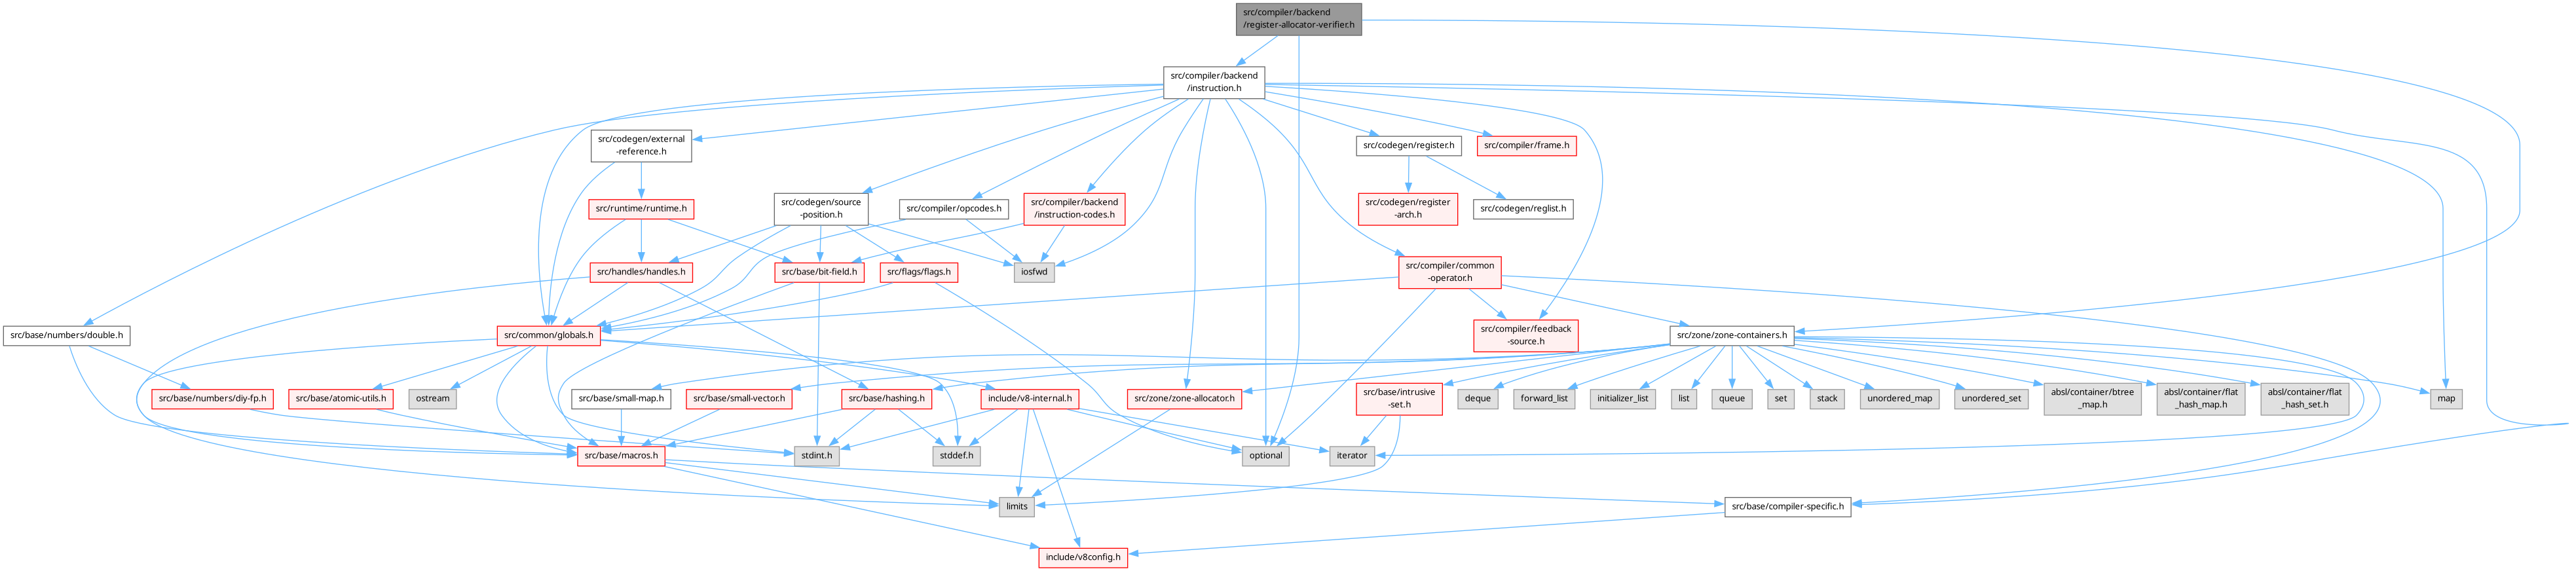 src/compiler/backend
/register-allocator-verifier.h
src/compiler/backend
/instruction.h
src/codegen/external
-reference.h
src/codegen/register.h
src/compiler/frame.h
src/runtime/runtime.h
src/codegen/source
-position.h
src/compiler/opcodes.h
src/compiler/backend
/instruction-codes.h
src/codegen/register
-arch.h
src/codegen/reglist.h
src/handles/handles.h
src/base/bit-field.h
src/flags/flags.h
iosfwd
src/compiler/common
-operator.h
src/base/numbers/double.h
src/common/globals.h
src/compiler/feedback
-source.h
src/zone/zone-containers.h
src/base/numbers/diy-fp.h
src/base/atomic-utils.h
ostream
src/base/small-map.h
src/base/small-vector.h
src/base/hashing.h
include/v8-internal.h
src/zone/zone-allocator.h
src/base/intrusive
-set.h
deque
forward_list
initializer_list
list
queue
set
stack
unordered_map
unordered_set
absl/container/btree
_map.h
absl/container/flat
_hash_map.h
absl/container/flat
_hash_set.h
map
src/base/macros.h
stdint.h
stddef.h
optional
iterator
limits
src/base/compiler-specific.h
include/v8config.h